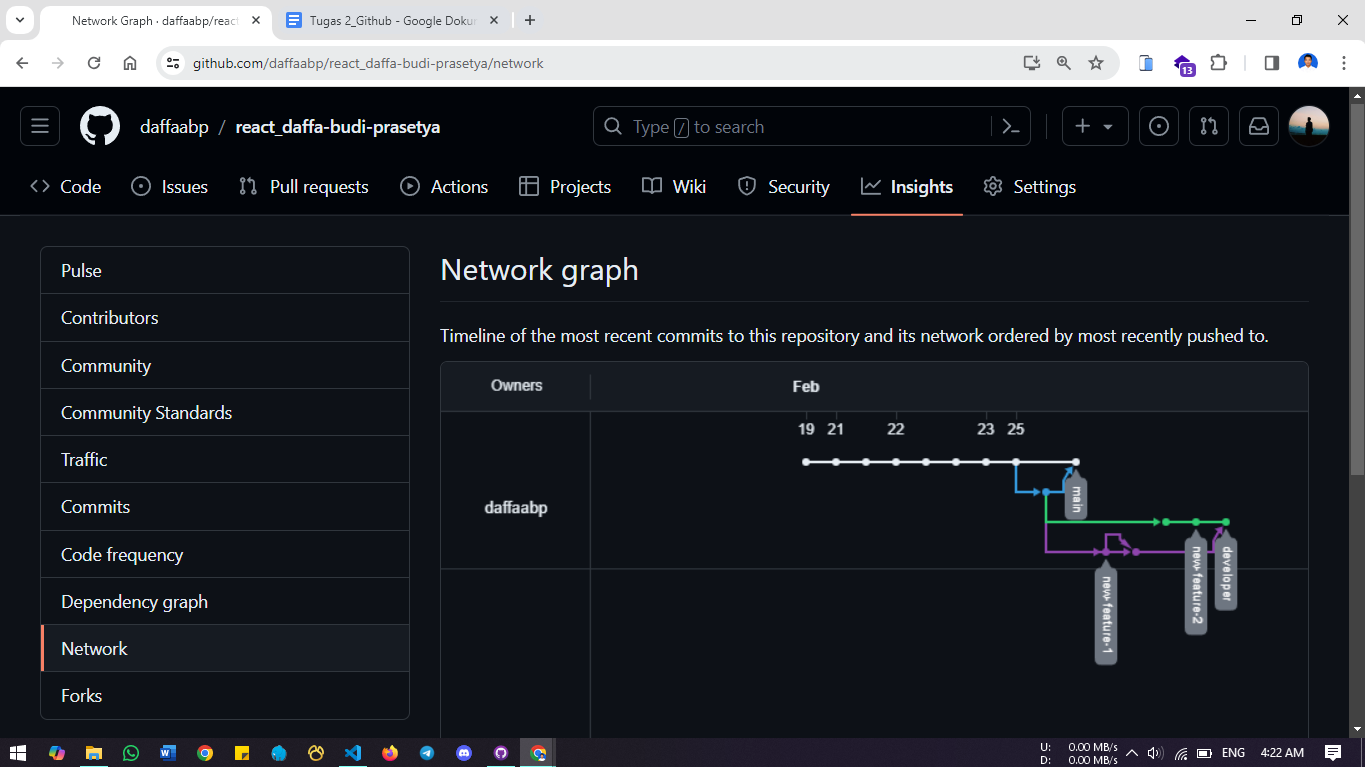 Network Graph · daffaabp/reac
Tugas 2_Github - Google Dokur
github.com/daffaabp/react_daffa-budi-prasetya/network
13
daffaabp / react_daffa-budi-prasetya
Type / to search
Code
Issues
Pull requests
Actions
Projects
Wiki
Security
Insights
Settings
Pulse
Contributors
Community
Community Standards
Traffic
Commits
Code frequency
Dependency graph
Network
Forks
Network graph
Timeline of the most recent commits to this repository and its network ordered by most recently pushed to.
Owners
Feb
19 21 22 23 25
daffaabp
main
new-feature-2
developer
new-feature-1
U: 0.00 MB/s
D: 0.00 MB/s
ENG
4:22 AM